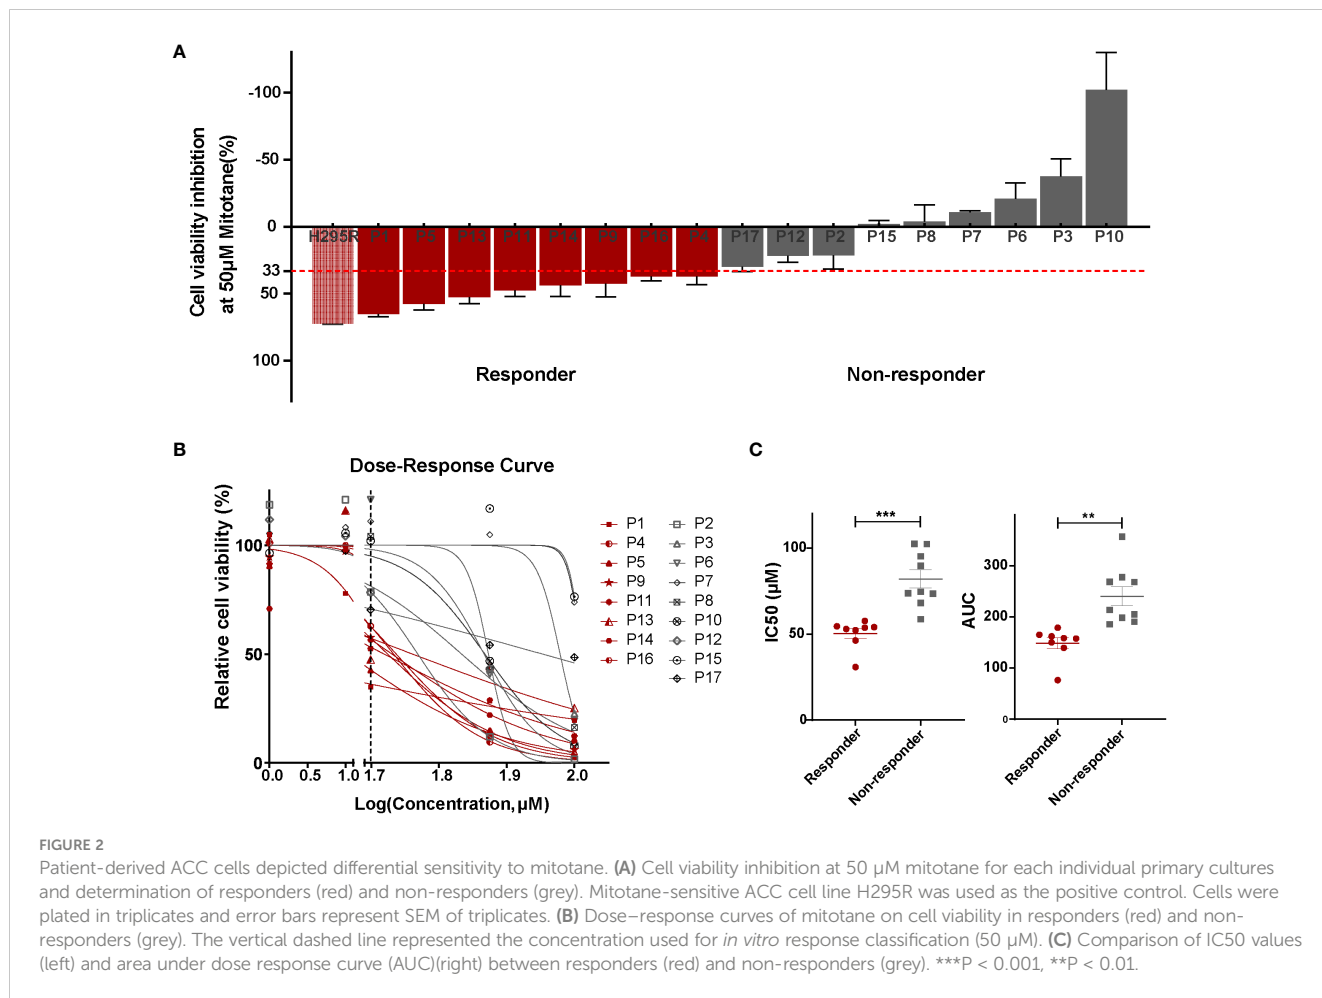 A
Cell viability inhibition
at 50µM Mitotane(%)
-100
-50
0
33
50
100
H295R P1 P5 P13 P11 P14 P9 P16 P4 P17 P12 P2 P15 P8 P7 P6 P3 P10
Responder
Non-responder
B
Dose-Response Curve
Relative cell viability (%)
100
50
0
0.0 0.5 1.0 1.7 1.8 1.9 2.0
Log(Concentration,µM)
P1 P2
P4 P3
P5 P6
P9 P7
P11 P8
P13 P10
P14 P12
P16 P15
P17
C
IC50 (µM)
100
50
0
***
Responder
Non-responder
AUC
300
200
100
0
**
Responder
Non-responder
FIGURE 2
Patient-derived ACC cells depicted differential sensitivity to mitotane. (A) Cell viability inhibition at 50 µM mitotane for each individual primary cultures
and determination of responders (red) and non-responders (grey). Mitotane-sensitive ACC cell line H295R was used as the positive control. Cells were
plated in triplicates and error bars represent SEM of triplicates. (B) Dose–response curves of mitotane on cell viability in responders (red) and non-
responders (grey). The vertical dashed line represented the concentration used for in vitro response classification (50 µM). (C) Comparison of IC50 values
(left) and area under dose response curve (AUC)(right) between responders (red) and non-responders (grey). ***P < 0.001, **P < 0.01.